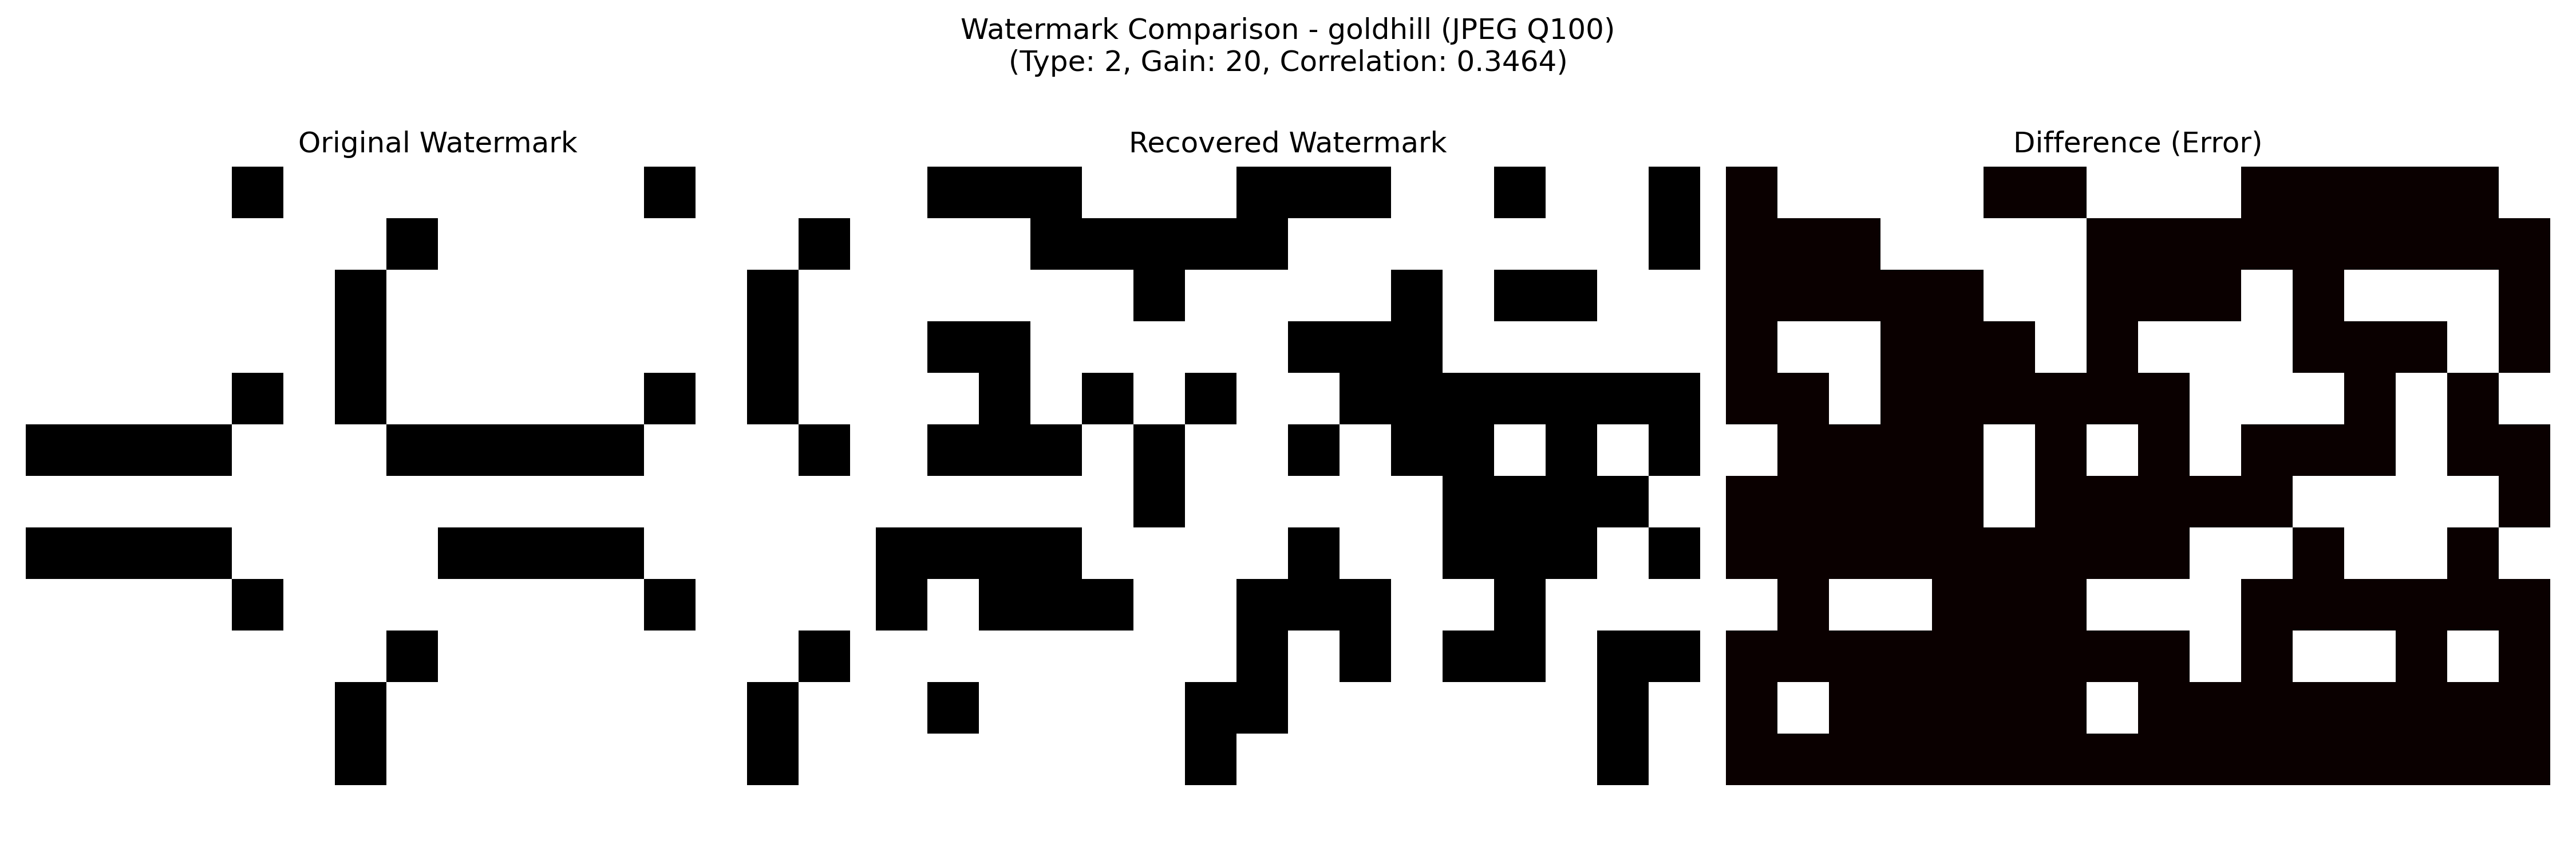 Watermark Comparison - goldhill (JPEG Q100)
(Type: 2, Gain: 20, Correlation: 0.3464)
Original Watermark
Recovered Watermark
Difference (Error)